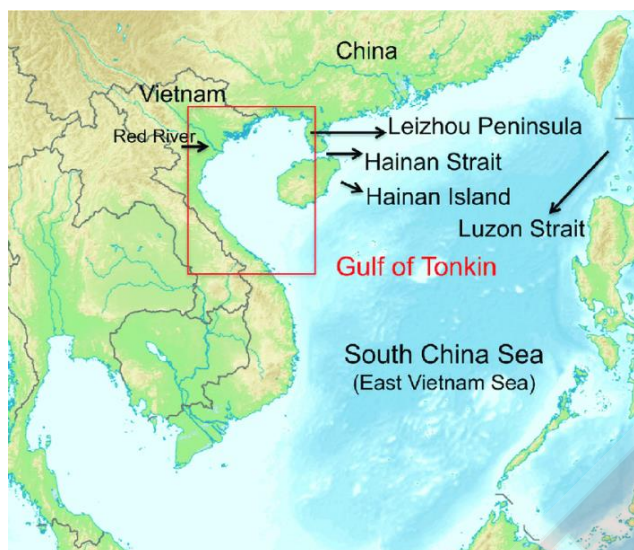 China
Vietnam
Red River
Leizhou Peninsula
Hainan Strait
Hainan Island
Luzon Strait
Gulf of Tonkin
South China Sea
(East Vietnam Sea)